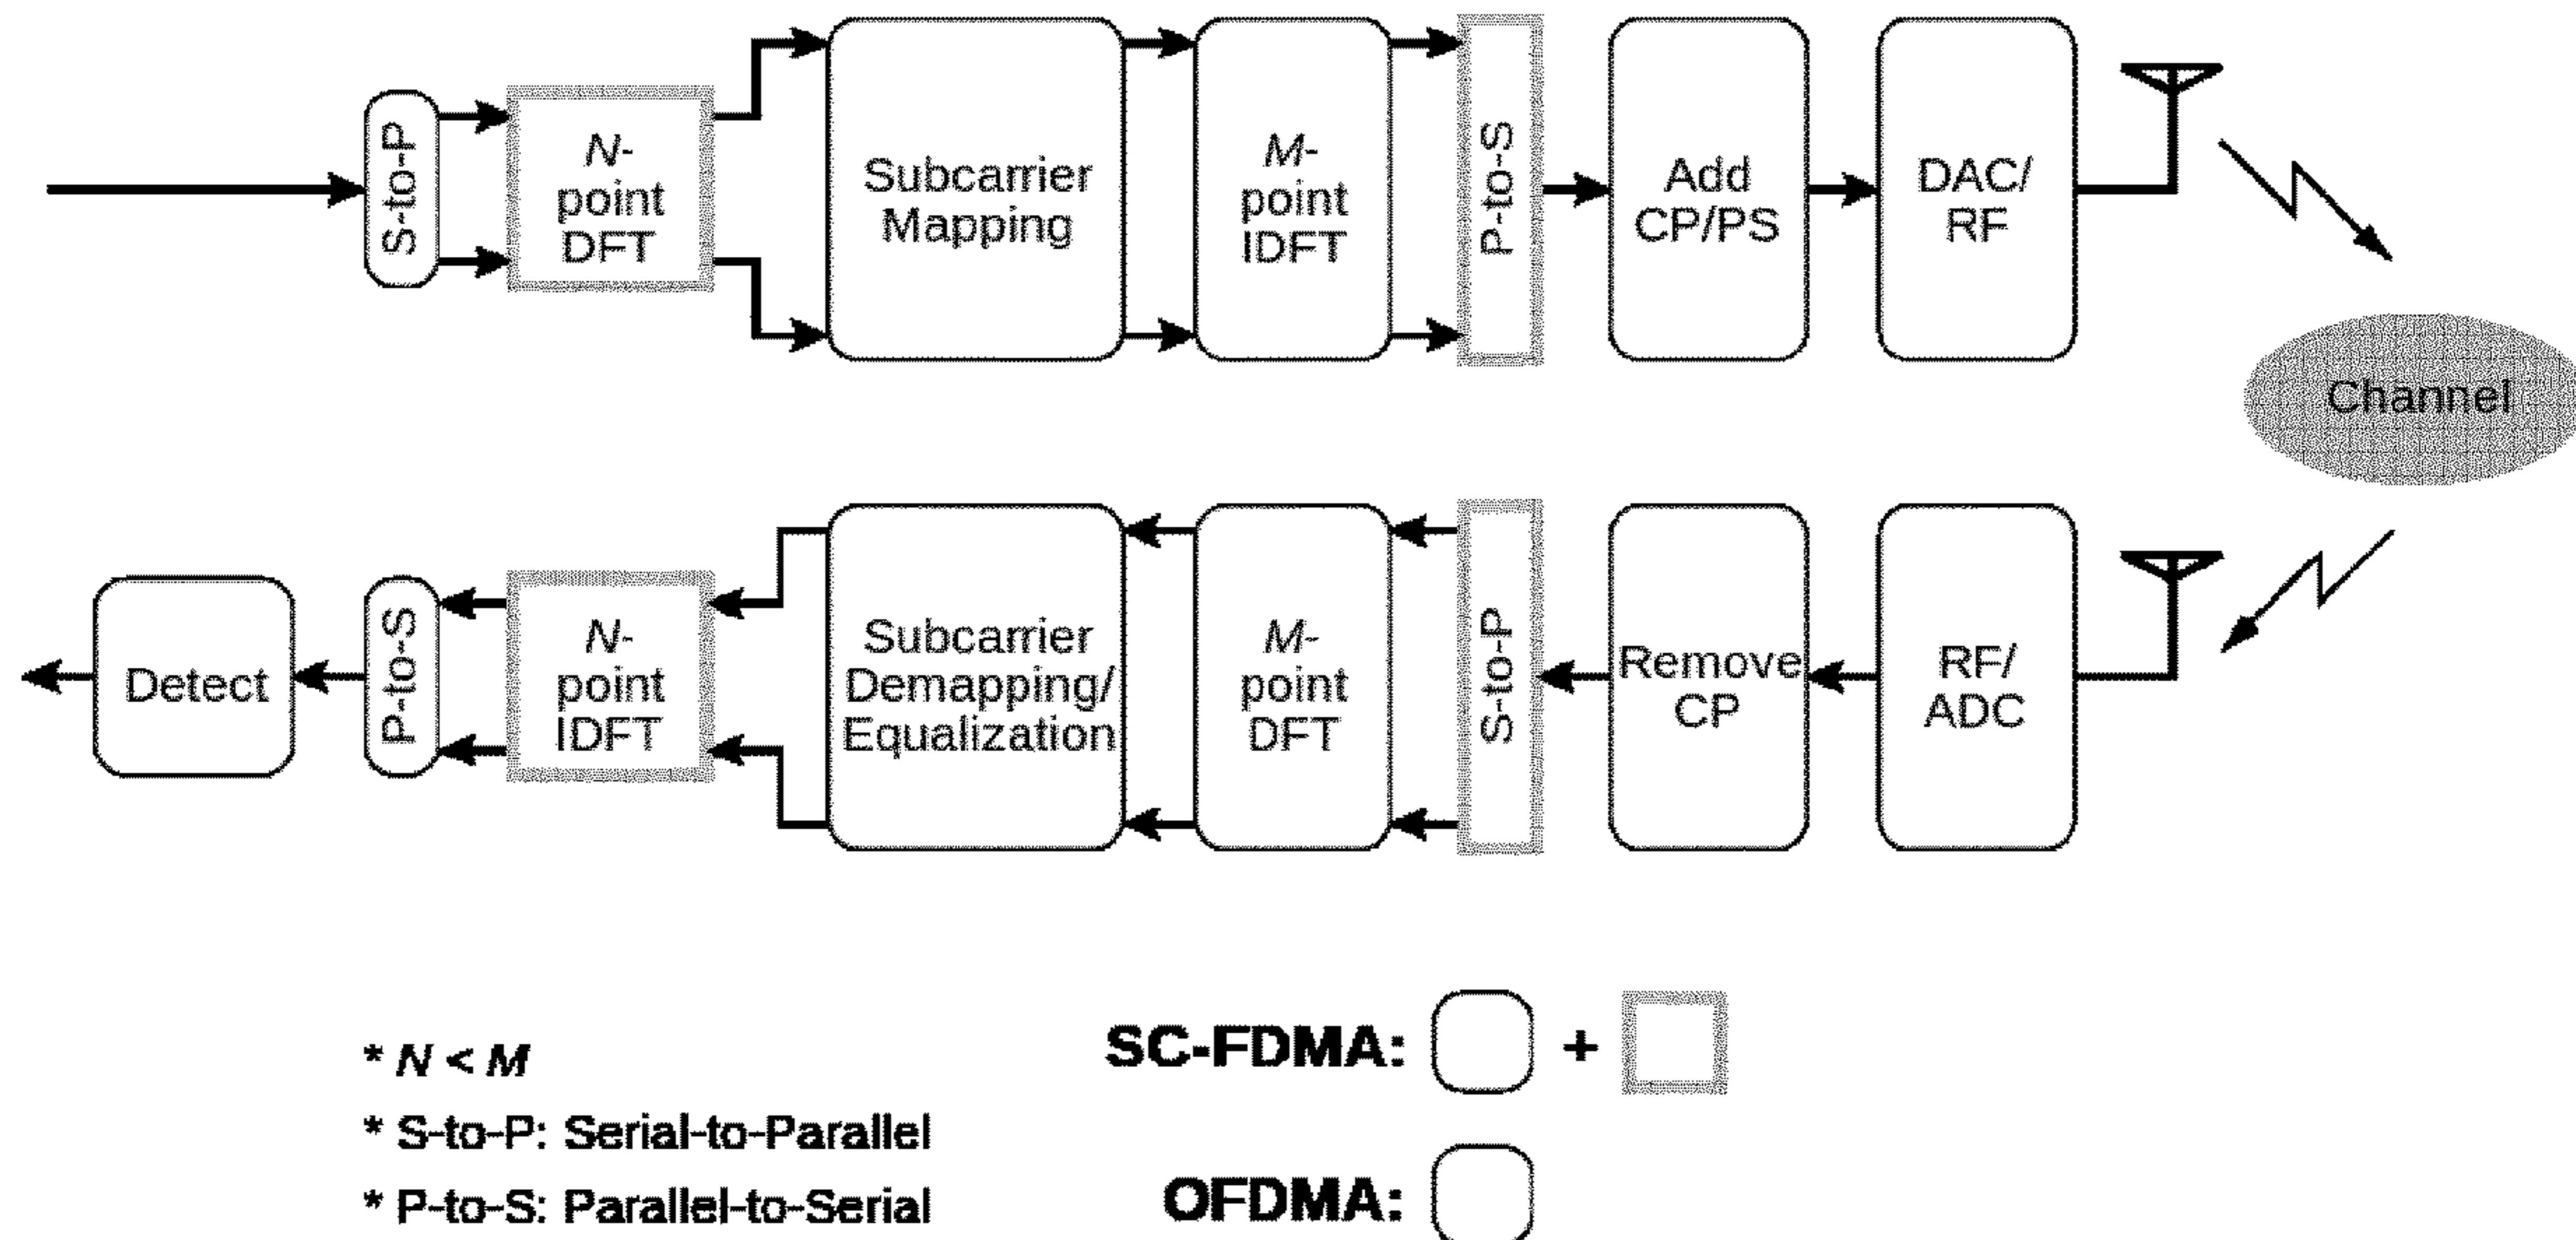 S-to-P
N-
point
DFT
Subcarrier
Mapping
M-
point
IDFT
P-to-S
Add
CP/PS
DAC/
RF
Channel
Detect
P-to-S
N-
point
IDFT
Subcarrier
Demapping/
Equalization
M-
point
DFT
S-to-P
Remove
CP
RF/
ADC
* N < M
* S-to-P: Serial-to-Parallel
* P-to-S: Parallel-to-Serial
SC-FDMA: +
OFDMA: